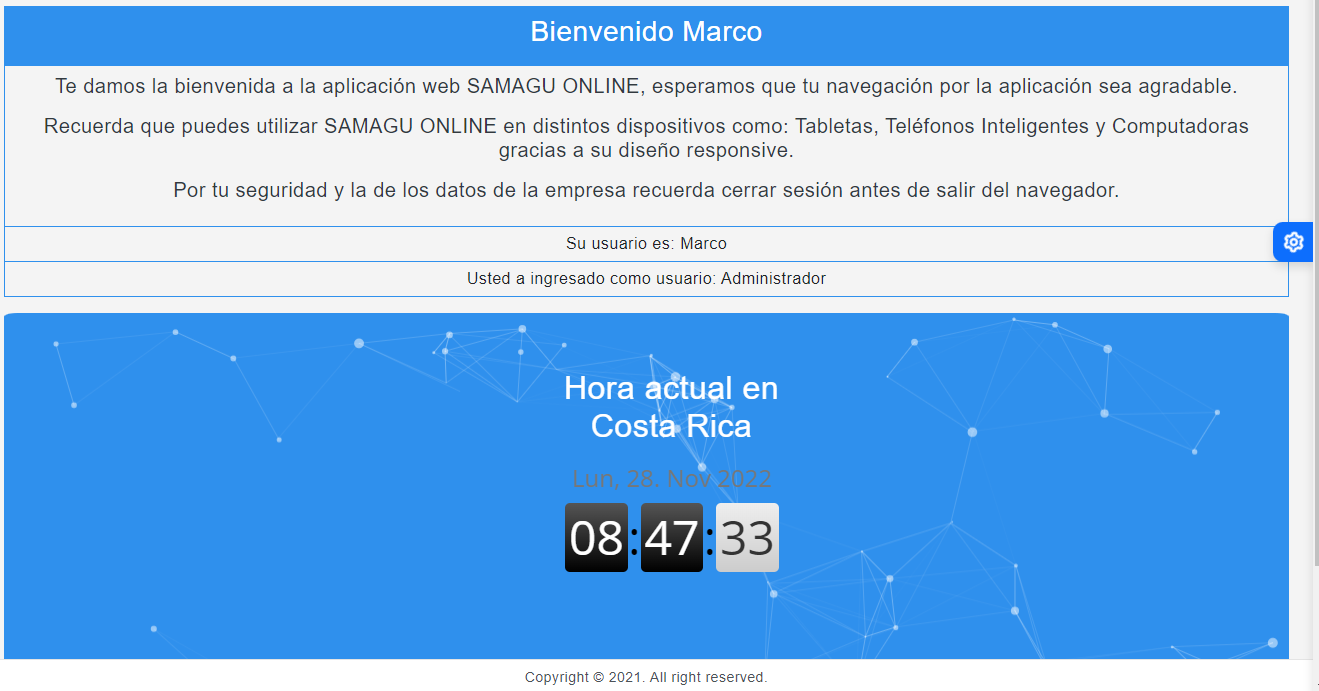 Bienvenido Marco
Te damos la bienvenida a la aplicación web SAMAGU ONLINE, esperamos que tu navegación por la aplicación sea agradable.
Recuerda que puedes utilizar SAMAGU ONLINE en distintos dispositivos como: Tabletas, Teléfonos Inteligentes y Computadoras
gracias a su diseño responsive.
Por tu seguridad y la de los datos de la empresa recuerda cerrar sesión antes de salir del navegador.
Su usuario es: Marco
Usted a ingresado como usuario: Administrador
Hora actual en
Costa Rica
Lun, 28. Nov 2022
08:47:33
Copyright © 2021. All right reserved.